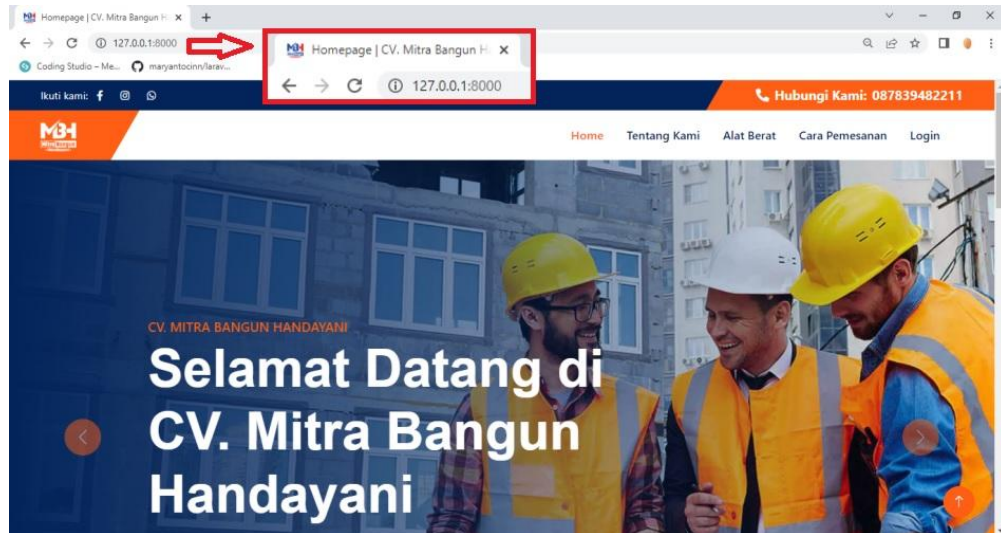 Homepage | CV. Mitra Bangun H
127.0.0.1:8000
Coding Studio – Me...
maryantocinn/larav...
Homepage | CV. Mitra Bangun H
127.0.0.1:8000
Ikuti kami:
Hubungi Kami: 087839482211
MBH
Home Tentang Kami Alat Berat Cara Pemesanan Login
CV. MITRA BANGUN HANDAYANI
Selamat Datang di
CV. Mitra Bangun
Handayani